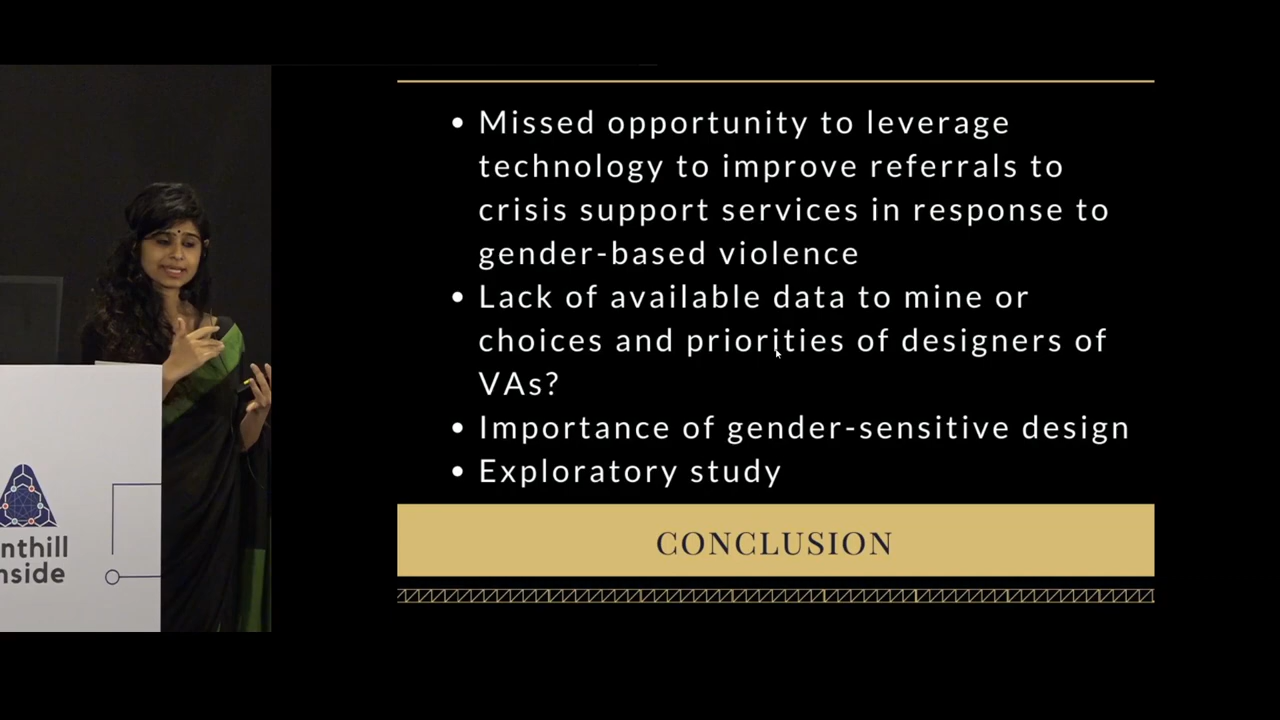 • Missed opportunity to leverage
technology to improve referrals to
crisis support services in response to
gender-based violence
• Lack of available data to mine or
choices and priorities of designers of
VAs?
• Importance of gender-sensitive design
• Exploratory study
CONCLUSION
nthill
nside